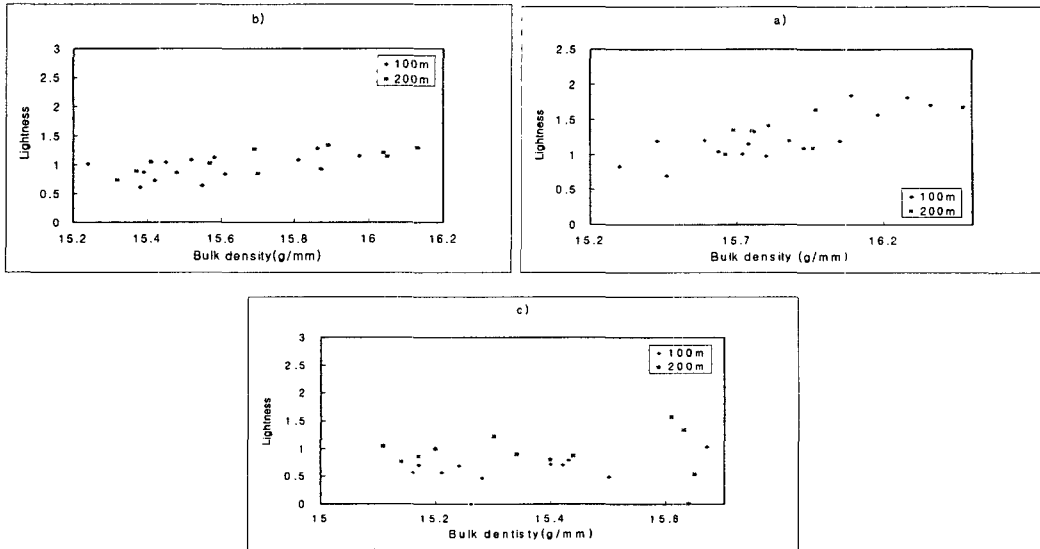 b)
3
2.5
2
1.5
1
0.5
0
Lightness
100m
200m
15.2
15.4
15.6
15.8
16
16.2
Bulk density(g/mm)
a)
2.5
2
1.5
1
0.5
0
Lightness
100m
200m
15.2
15.7
16.2
Bulk density (g/mm)
c)
3
2.5
2
1.5
1
0.5
0
Lightness
100m
200m
15
15.2
15.4
15.6
Bulk dentisty(g/mm)